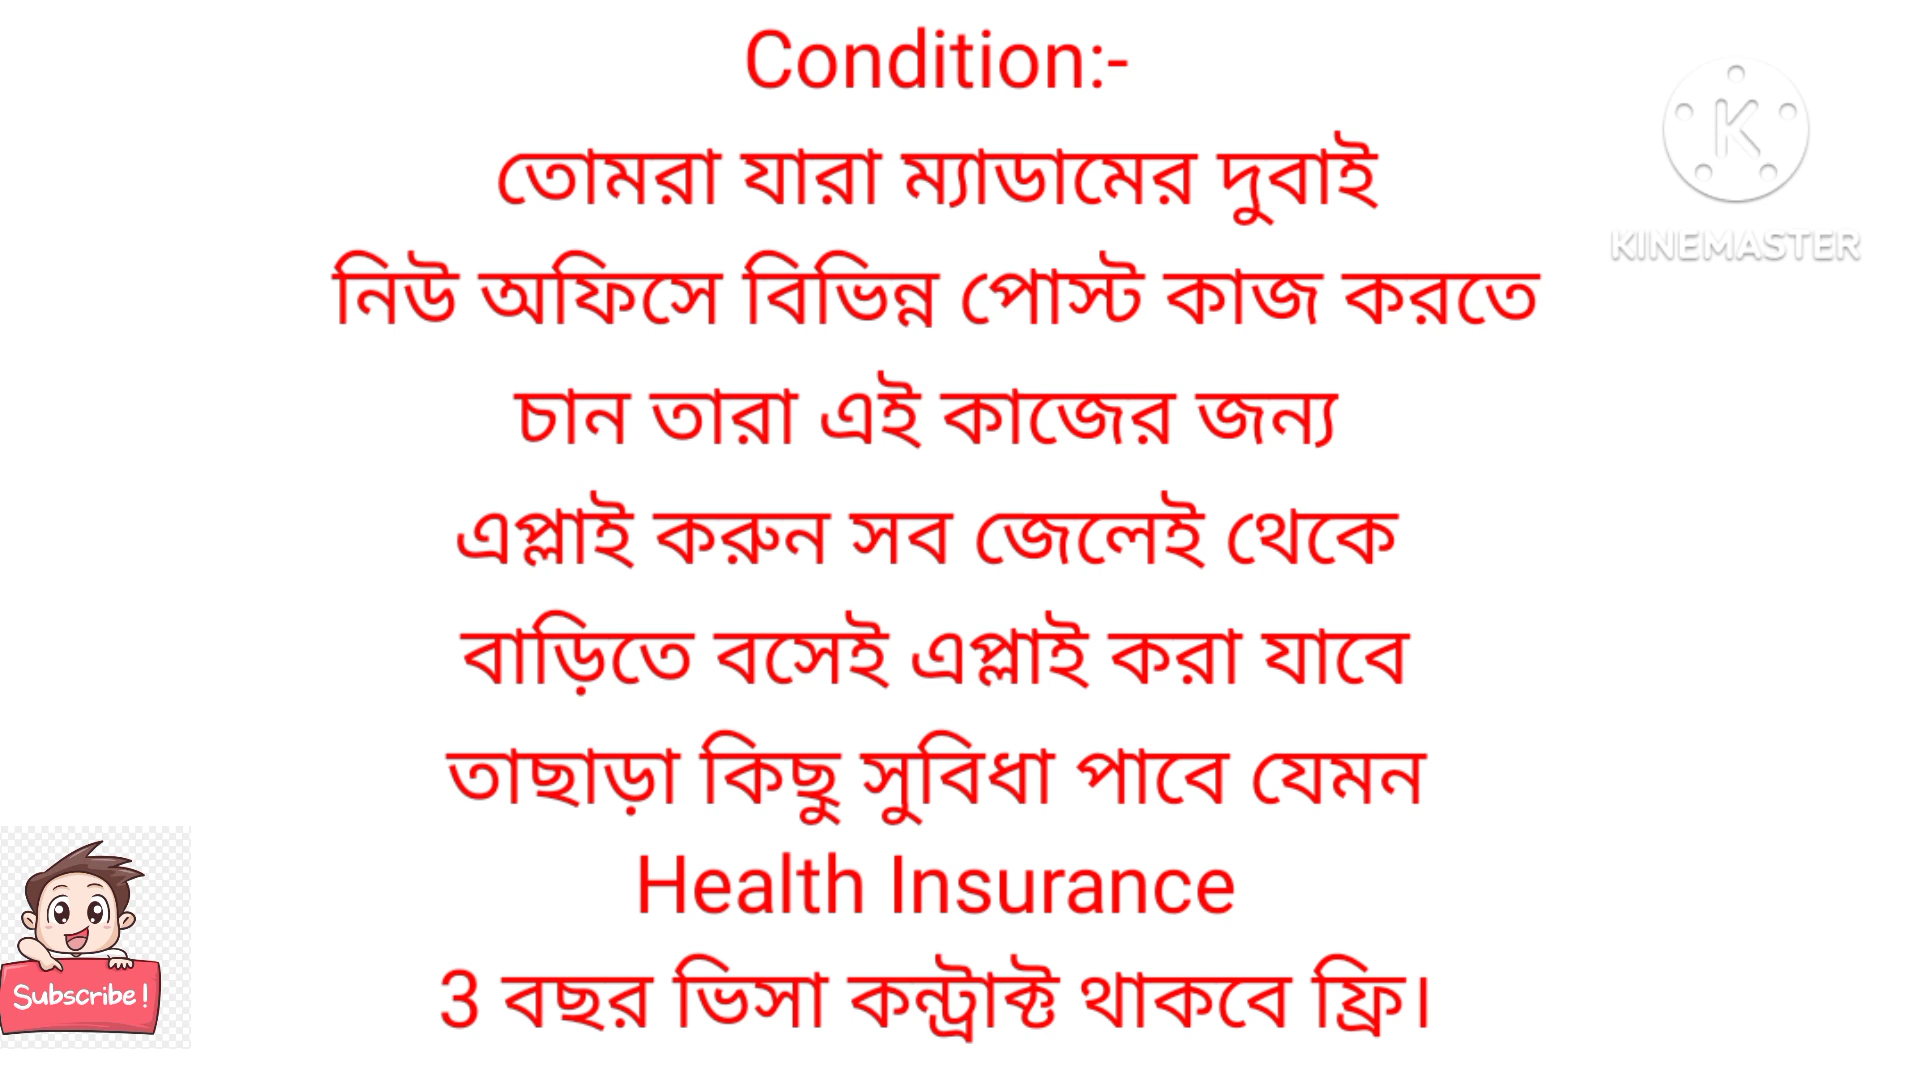 Condition:-
তোমরা যারা ম্যাডামের দুবাই
নিউ অফিসে বিভিন্ন পোস্ট কাজ করতে
চান তারা এই কাজের জন্য
এপ্লাই করুন সব জেলেই থেকে
বাড়িতে বসেই এপ্লাই করা যাবে
তাছাড়া কিছু সুবিধা পাবে যেমন
Health Insurance
3 বছর ভিসা কন্ট্রাক্ট থাকবে ফ্রি।
K
KINEMASTER
Subscribe!